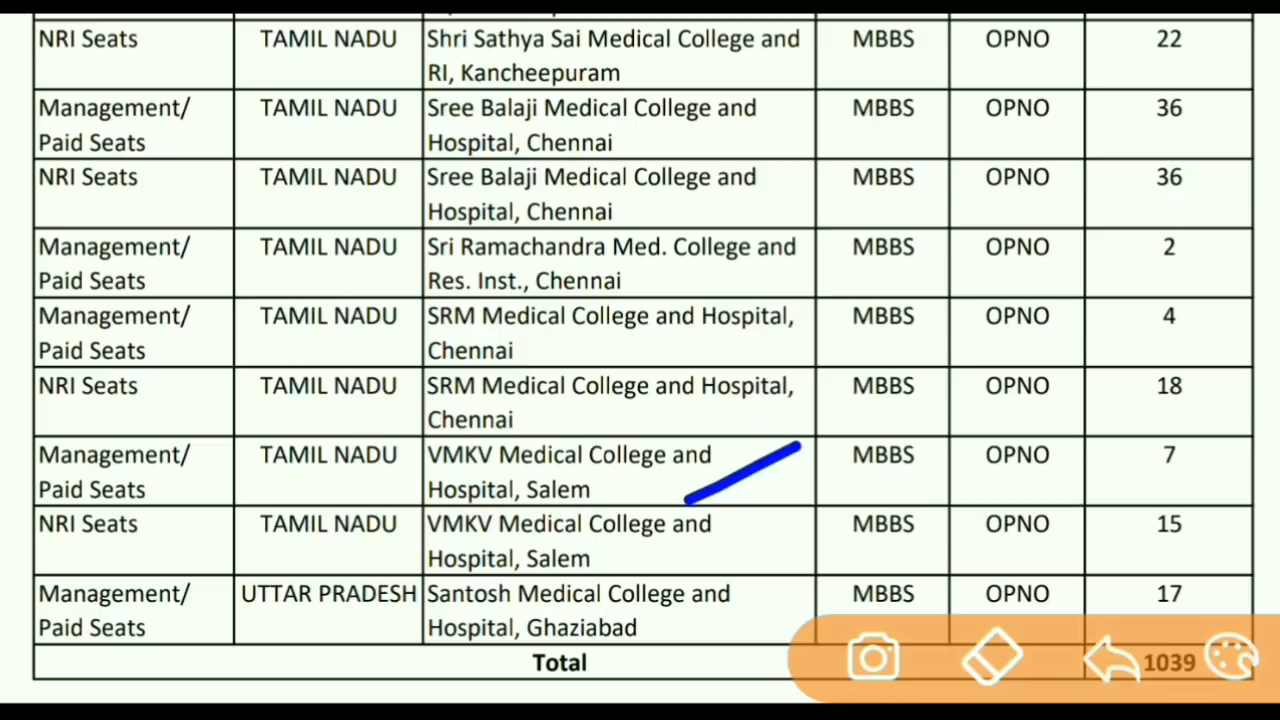 NRI Seats TAMIL NADU Shri Sathya Sai Medical College and MBBS OPNO 22
RI, Kancheepuram
Management/ TAMIL NADU Sree Balaji Medical College and MBBS OPNO 36
Paid Seats Hospital, Chennai
NRI Seats TAMIL NADU Sree Balaji Medical College and MBBS OPNO 36
Hospital, Chennai
Management/ TAMIL NADU Sri Ramachandra Med. College and MBBS OPNO 2
Paid Seats Res. Inst., Chennai
Management/ TAMIL NADU SRM Medical College and Hospital, MBBS OPNO 4
Paid Seats Chennai
NRI Seats TAMIL NADU SRM Medical College and Hospital, MBBS OPNO 18
Chennai
Management/ TAMIL NADU VMKV Medical College and MBBS OPNO 7
Paid Seats Hospital, Salem
NRI Seats TAMIL NADU VMKV Medical College and MBBS OPNO 15
Hospital, Salem
Management/ UTTAR PRADESH Santosh Medical College and MBBS OPNO 17
Paid Seats Hospital, Ghaziabad
Total 1039